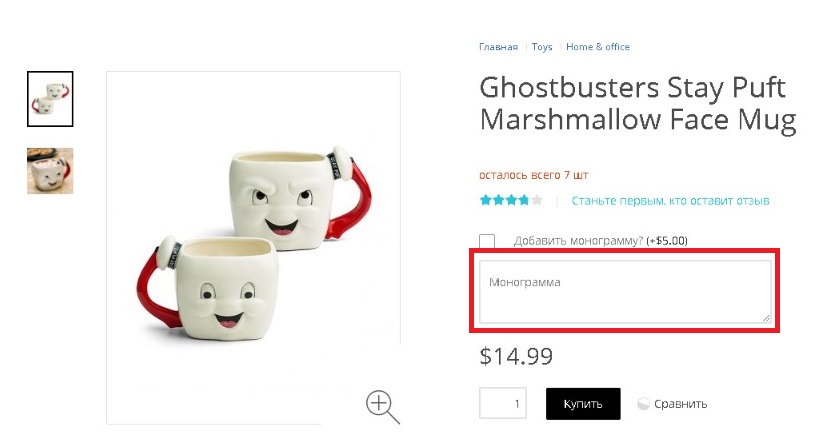 Главная Toys Home & office
Ghostbusters Stay Puft
Marshmallow Face Mug
осталось всего 7 шт
Станьте первым, кто оставит отзыв
Добавить монограмму? (+$5.00)
Монограмма
$14.99
1 Купить Сравнить